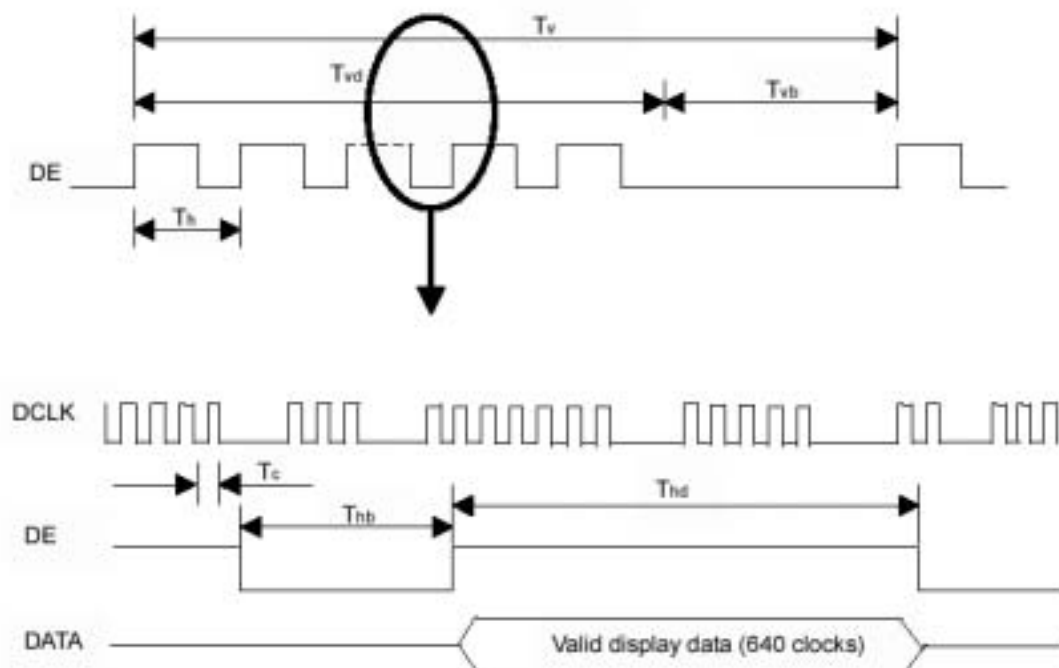 Tv
Tvd
Tvb
DE
Th
DCLK
Tc
Thb
Thd
DE
DATA
Valid display data (640 clocks)